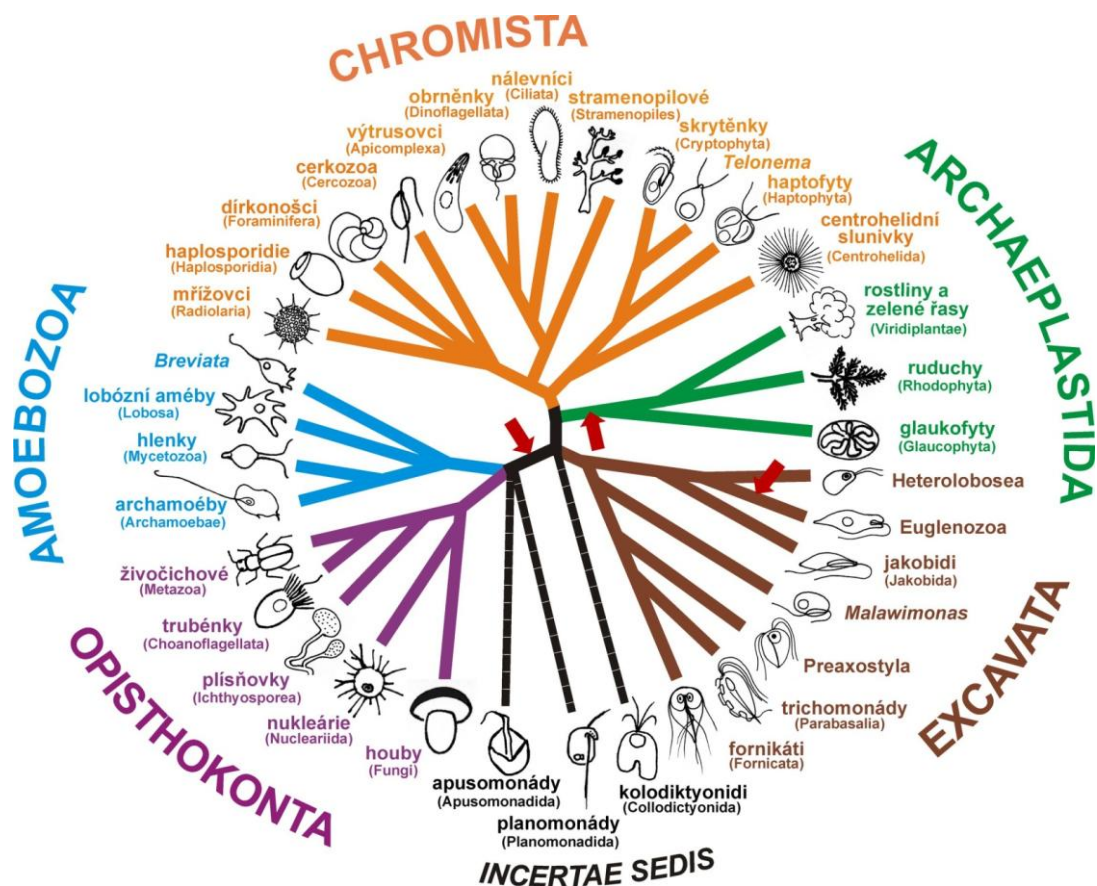 CHROMISTA
nálevníci
(Ciliata)
obrněnky
(Dinoflagellata)
stramenopilové
(Stramenopiles)
výtrusovci
(Apicomplexa)
skrytěnky
(Cryptophyta)
Telonema
cerkozoa
(Cercozoa)
haptofyty
(Haptophyta)
dírkonošci
(Foraminifera)
centrohelidní
slunivky
(Centrohelida)
haplosporidie
(Haplosporidia)
mřížovci
(Radiolaria)
ARCHAEPLASTIDA
rostliny a
zelené řasy
(Viridiplantae)
ruduchy
(Rhodophyta)
glaukofyty
(Glaucophyta)
AMOEBOZOA
Breviata
lobózní améby
(Lobosa)
hlenky
(Mycetozoa)
archamoéby
(Archamoebae)
Heterolobosea
Euglenozoa
jakobidi
(Jakobida)
Malawimonas
Preaxostyla
trichomonády
(Parabasalia)
fornikáti
(Fornicata)
EXCAVATA
OPISTHOKONTA
živočichové
(Metazoa)
trubénky
(Choanoflagellata)
plísňovky
(Ichthyosporea)
nukleárie
(Nucleariida)
houby
(Fungi)
apusomonády
(Apusomonadida)
planomonády
(Planomonadida)
kolodiktyonidi
(Collodictyonida)
INCERTAE SEDIS